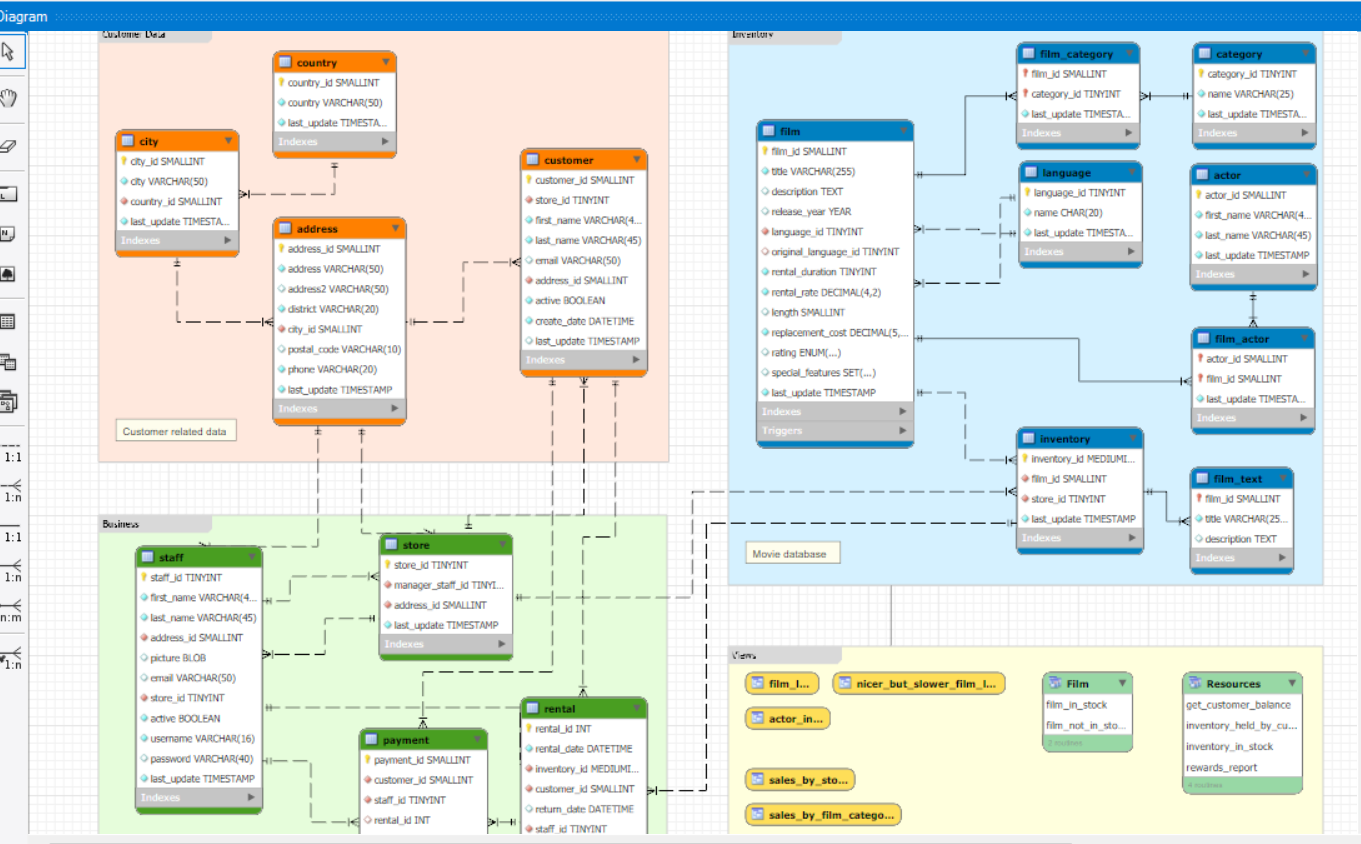 Diagram
Customer Data
country
country_id SMALLINT
country VARCHAR(50)
last_update TIMESTA...
Indexes
city
city_id SMALLINT
city VARCHAR(50)
country_id SMALLINT
last_update TIMESTA...
Indexes
address
address_id SMALLINT
address VARCHAR(50)
address2 VARCHAR(50)
district VARCHAR(20)
city_id SMALLINT
postal_code VARCHAR(10)
phone VARCHAR(20)
last_update TIMESTAMP
Indexes
customer
customer_id SMALLINT
store_id TINYINT
first_name VARCHAR(4...
last_name VARCHAR(45)
email VARCHAR(50)
address_id SMALLINT
active BOOLEAN
create_date DATETIME
last_update TIMESTAMP
Indexes
Customer related data
Inventory
film
film_id SMALLINT
title VARCHAR(255)
description TEXT
release_year YEAR
language_id TINYINT
original_language_id TINYINT
rental_duration TINYINT
rental_rate DECIMAL(4,2)
length SMALLINT
replacement_cost DECIMAL(5,...
rating ENUM(...)
special_features SET(...)
last_update TIMESTAMP
Indexes
Triggers
film_category
film_id SMALLINT
category_id TINYINT
last_update TIMESTA...
Indexes
category
category_id TINYINT
name VARCHAR(25)
last_update TIMESTA...
Indexes
language
language_id TINYINT
name CHAR(20)
last_update TIMESTA...
Indexes
actor
actor_id SMALLINT
first_name VARCHAR(4...
last_name VARCHAR(45)
last_update TIMESTAMP
Indexes
film_actor
actor_id SMALLINT
film_id SMALLINT
last_update TIMESTA...
Indexes
inventory
inventory_id MEDIUMI...
film_id SMALLINT
store_id TINYINT
last_update TIMESTAMP
Indexes
film_text
film_id SMALLINT
title VARCHAR(25...
description TEXT
Indexes
Movie database
1:1
1:n
1:1
1:n
n:m
1:n
Business
staff
staff_id TINYINT
first_name VARCHAR(4...
last_name VARCHAR(45)
address_id SMALLINT
picture BLOB
email VARCHAR(50)
store_id TINYINT
active BOOLEAN
username VARCHAR(16)
password VARCHAR(40)
last_update TIMESTAMP
Indexes
store
store_id TINYINT
manager_staff_id TINYI...
address_id SMALLINT
last_update TIMESTAMP
Indexes
payment
payment_id SMALLINT
customer_id SMALLINT
staff_id TINYINT
rental_id INT
rental
rental_id INT
rental_date DATETIME
inventory_id MEDIUMI...
customer_id SMALLINT
return_date DATETIME
staff_id TINYINT
Views
film_l...
nicer_but_slower_film_l...
actor_in...
sales_by_sto...
sales_by_film_catego...
Film
film_in_stock
film_not_in_sto...
2 routines
Resources
get_customer_balance
inventory_held_by_cu...
inventory_in_stock
rewards_report
4 routines